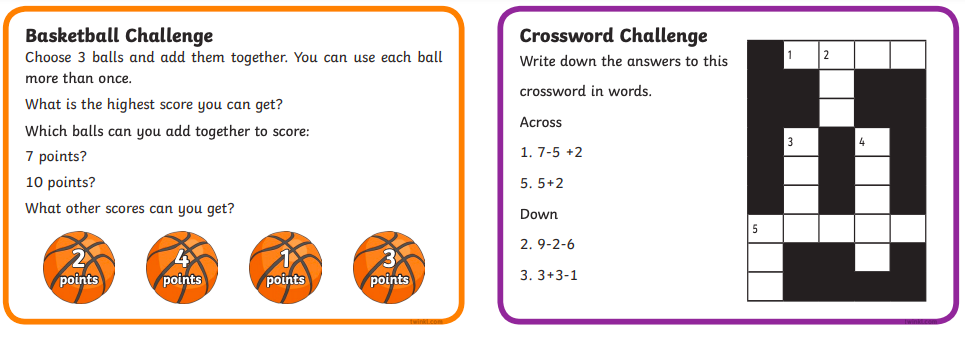 Basketball Challenge
Choose 3 balls and add them together. You can use each ball
more than once.
What is the highest score you can get?
Which balls can you add together to score:
7 points?
10 points?
What other scores can you get?
2
points
4
points
1
points
3
points
twinkl.com
Crossword Challenge
Write down the answers to this
crossword in words.
Across
1. 7-5 +2
5. 5+2
Down
2. 9-2-6
3. 3+3-1
1 2
3 4
5
twinkl.com